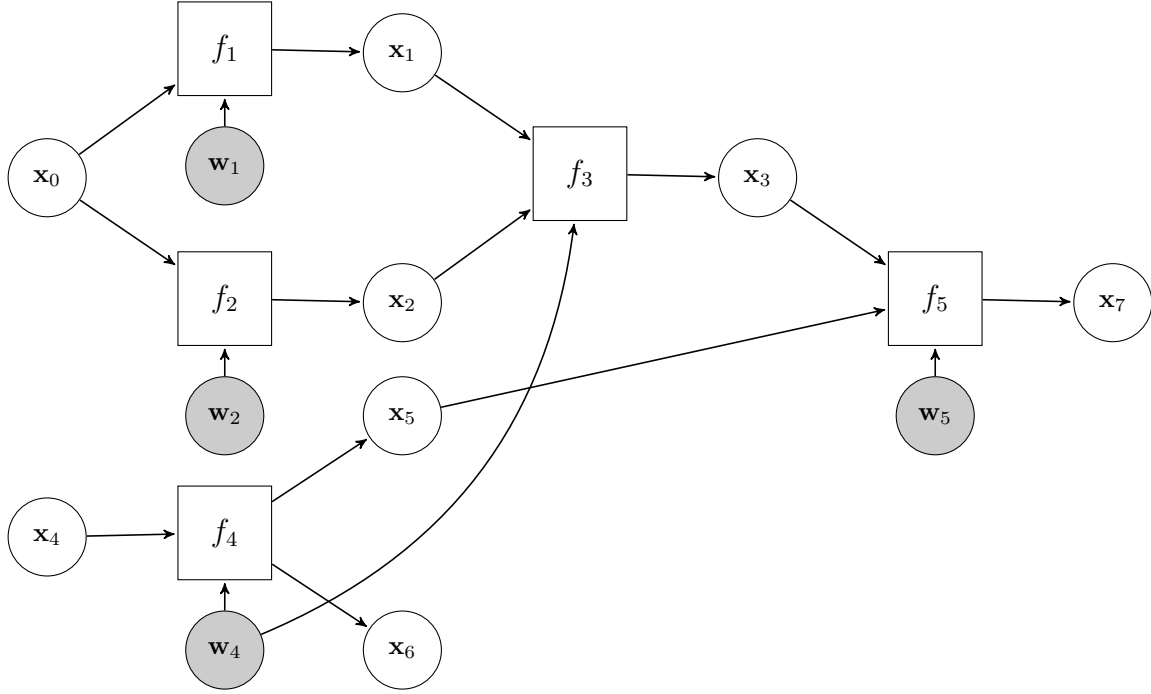 f₁
x₁
w₁
x₀
f₃
x₃
f₂
x₂
f₅
x₇
w₂
x₅
w₅
x₄
f₄
w₄
x₆